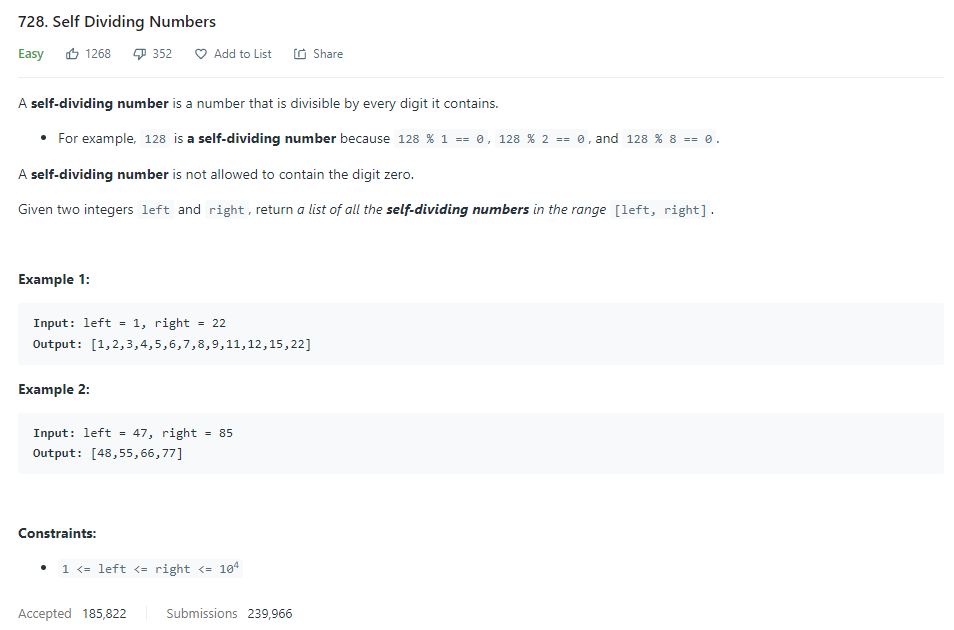 728. Self Dividing Numbers
Easy 1268 352 Add to List Share
A self-dividing number is a number that is divisible by every digit it contains.
• For example, 128 is a self-dividing number because 128 % 1 == 0, 128 % 2 == 0, and 128 % 8 == 0.
A self-dividing number is not allowed to contain the digit zero.
Given two integers left and right, return a list of all the self-dividing numbers in the range [left, right].
Example 1:
Input: left = 1, right = 22
Output: [1,2,3,4,5,6,7,8,9,11,12,15,22]
Example 2:
Input: left = 47, right = 85
Output: [48,55,66,77]
Constraints:
• 1 <= left <= right <= 10⁴
Accepted 185,822 Submissions 239,966